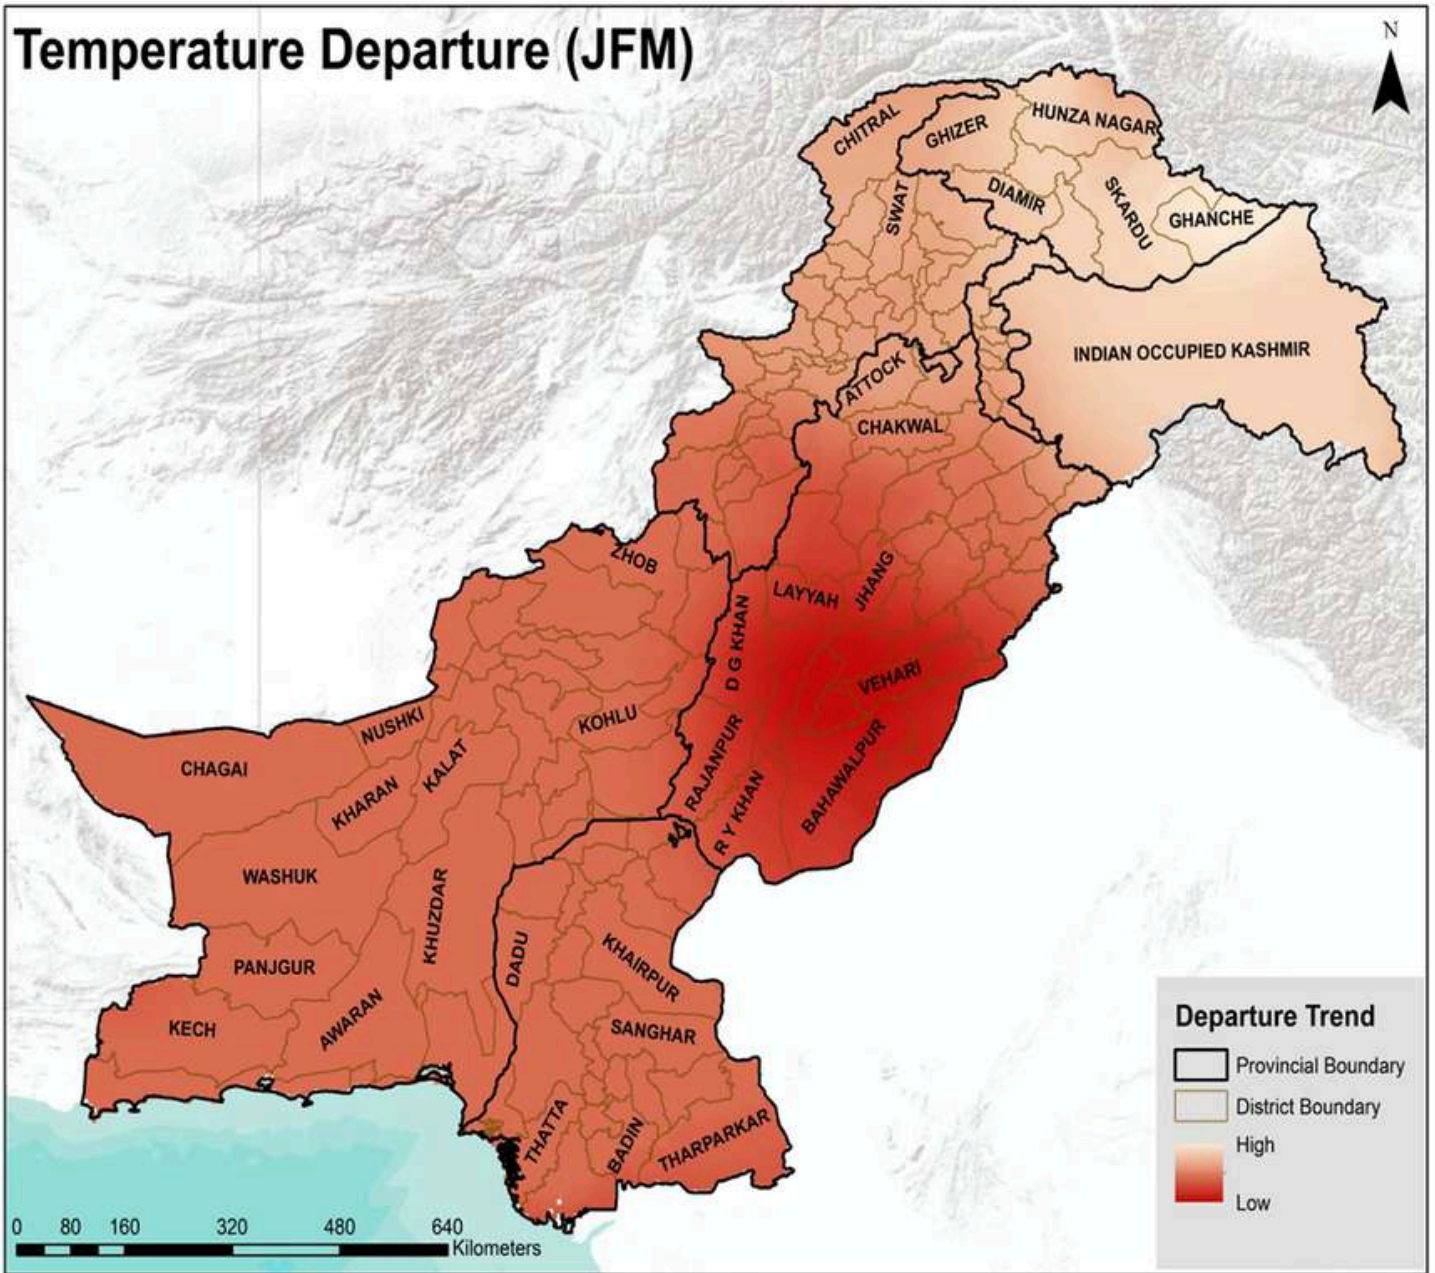 Temperature Departure (JFM)
N
CHITRAL
GHIZER
HUNZA NAGAR
SWAT
DIAMIR
SKARDU
GHANCHE
INDIAN OCCUPIED KASHMIR
ATTOCK
CHAKWAL
ZHOB
LAYYAH
JHANG
D G KHAN
VEHARI
NUSHKI
KOHLU
RAJANPUR
BAHAWALPUR
CHAGAI
KALAT
KHARAN
R Y KHAN
WASHUK
KHUZDAR
DADU
KHAIRPUR
PANJGUR
KECH
AWARAN
SANGHAR
THATTA
BADIN
THARPARKAR
Departure Trend
Provincial Boundary
District Boundary
High
Low
0 80 160 320 480 640
Kilometers